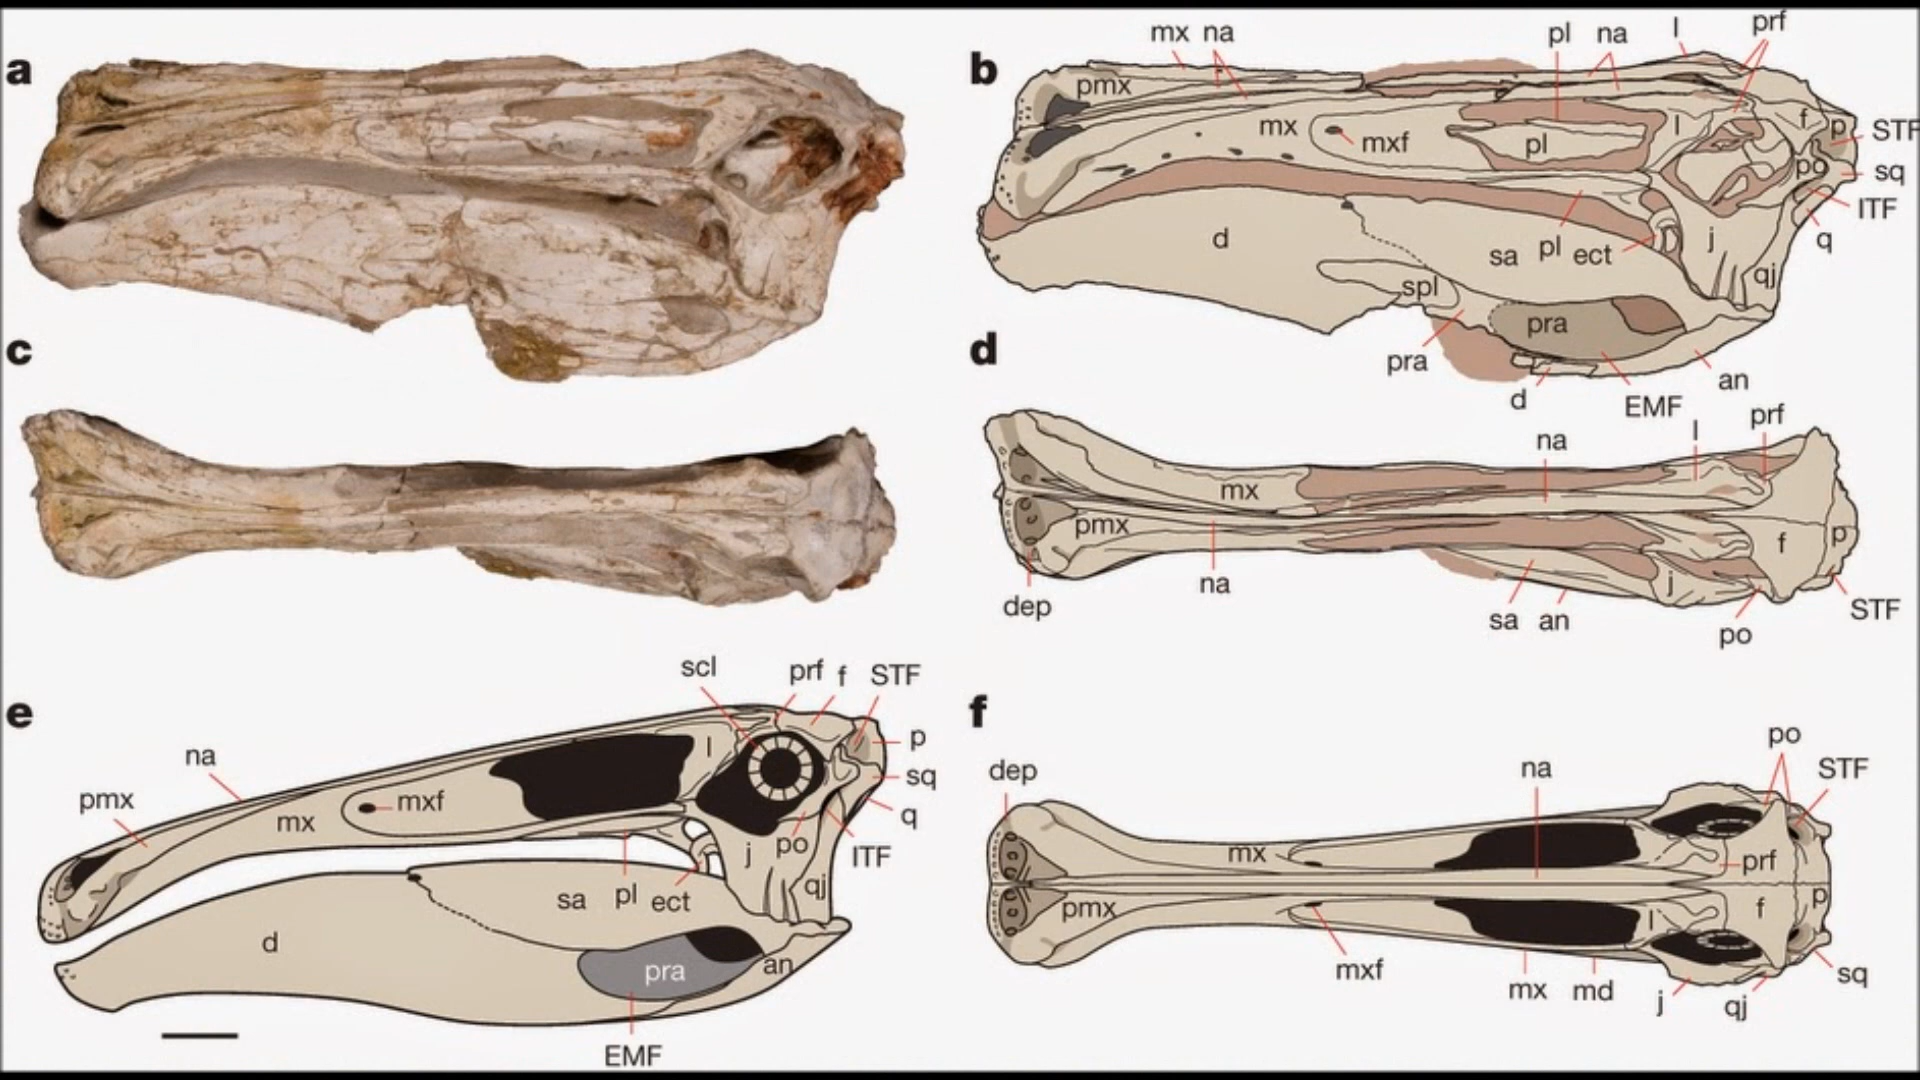 a
b
mx na
pl na l prf
pmx
mx
mxf
pl
l
f
p
STF
po
sq
ITF
q
d
sa
pl
ect
j
qj
spl
pra
pra
d
EMF
an
c
d
mx
pmx
na
na
l
prf
f
p
dep
sa
an
j
po
STF
e
scl
prf
f
STF
na
pmx
mx
mxf
l
p
sq
q
j
po
ITF
sa
pl
ect
qj
d
pra
an
EMF
f
dep
na
po
STF
mx
prf
pmx
l
f
p
mxf
mx
md
j
qj
sq